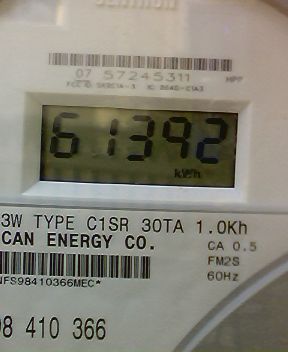 07 57245311
61392
kWh
3W TYPE C1SR 30TA 1.0Kh
CAN ENERGY CO.
CA 0.5
FM2S
60Hz
NFS98410366MEC*
98 410 366